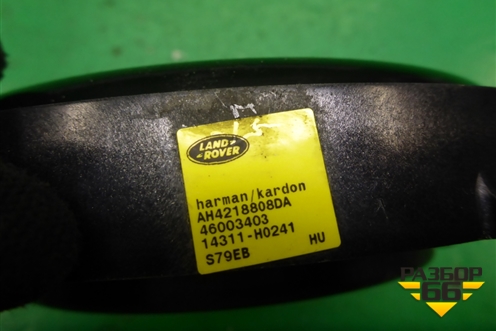 LAND
ROVER
harman/kardon
AH4218808DA
46003403
14311-H0241
S79EB HU
РАЗБОР
66